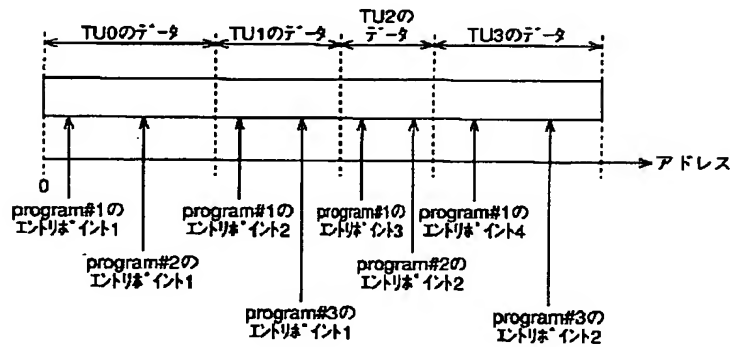 TU0のデータ
TU1のデータ
TU2の
データ
TU3のデータ
アドレス
0
program#1の
エントリポイント1
program#1の
エントリポイント2
program#1の
エントリポイント3
program#1の
エントリポイント4
program#2の
エントリポイント1
program#2の
エントリポイント2
program#3の
エントリポイント1
program#3の
エントリポイント2